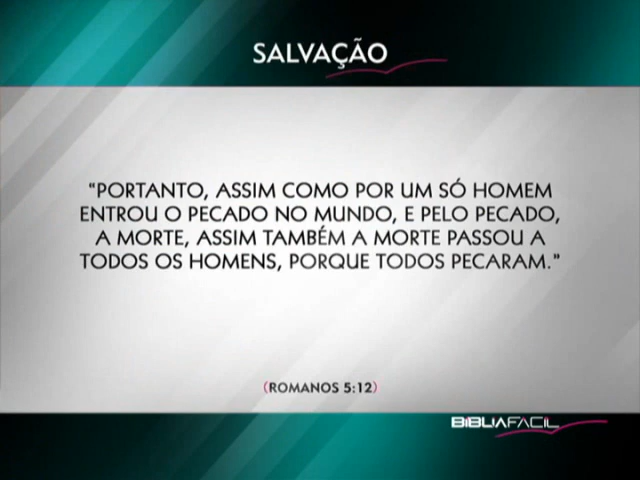 SALVAÇÃO
“PORTANTO, ASSIM COMO POR UM SÓ HOMEM
ENTROU O PECADO NO MUNDO, E PELO PECADO,
A MORTE, ASSIM TAMBÉM A MORTE PASSOU A
TODOS OS HOMENS, PORQUE TODOS PECARAM.”
(ROMANOS 5:12)
BIBLIAFACIL